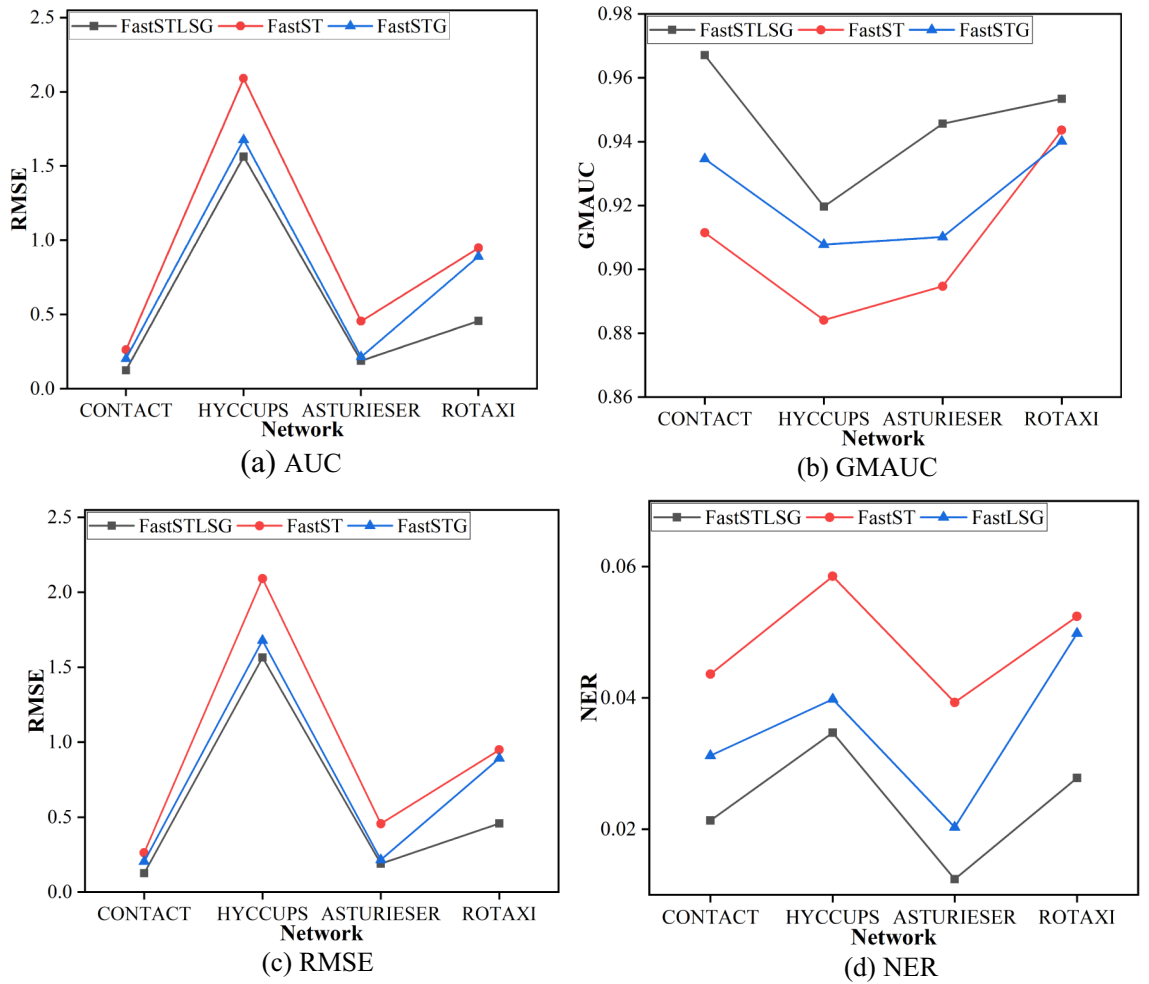 FastSTLSG FastST FastSTG
RMSE
2.5
2.0
1.5
1.0
0.5
0.0
CONTACT HYCCUPS ASTURIESER ROTAXI
Network
(a) AUC
FastSTLSG FastST FastSTG
GMAUC
0.98
0.96
0.94
0.92
0.90
0.88
0.86
CONTACT HYCCUPS ASTURIESER ROTAXI
Network
(b) GMAUC
FastSTLSG FastST FastSTG
RMSE
2.5
2.0
1.5
1.0
0.5
0.0
CONTACT HYCCUPS ASTURIESER ROTAXI
Network
(c) RMSE
FastSTLSG FastST FastLSG
NER
0.06
0.04
0.02
CONTACT HYCCUPS ASTURIESER ROTAXI
Network
(d) NER